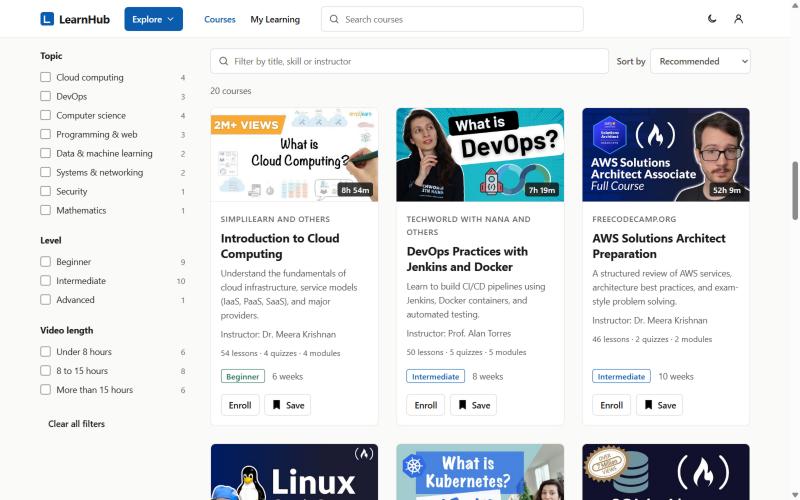 LearnHub
Explore
Courses
My Learning
Search courses
Topic
Cloud computing 4
DevOps 3
Computer science 4
Programming & web 3
Data & machine learning 2
Systems & networking 2
Security 1
Mathematics 1
Level
Beginner 9
Intermediate 10
Advanced 1
Video length
Under 8 hours 6
8 to 15 hours 8
More than 15 hours 6
Clear all filters
Filter by title, skill or instructor
Sort by
Recommended
20 courses
2M+ VIEWS
What is
Cloud Computing?
8h 54m
SIMPLILEARN AND OTHERS
Introduction to Cloud
Computing
Understand the fundamentals of
cloud infrastructure, service models
(IaaS, PaaS, SaaS), and major
providers.
Instructor: Dr. Meera Krishnan
54 lessons · 4 quizzes · 4 modules
Beginner
6 weeks
Enroll
Save
What is
DevOps?
7h 19m
TECHWORLD WITH NANA AND
OTHERS
DevOps Practices with
Jenkins and Docker
Learn to build CI/CD pipelines using
Jenkins, Docker containers, and
automated testing.
Instructor: Prof. Alan Torres
50 lessons · 5 quizzes · 5 modules
Intermediate
8 weeks
Enroll
Save
AWS Solutions
Architect Associate
Full Course
52h 9m
FREECODECAMP.ORG
AWS Solutions Architect
Preparation
A structured review of AWS services,
architecture best practices, and exam-
style problem solving.
Instructor: Dr. Meera Krishnan
46 lessons · 2 quizzes · 2 modules
Intermediate
10 weeks
Enroll
Save
Linux
What is
Kubernetes?
OVER
7 Million